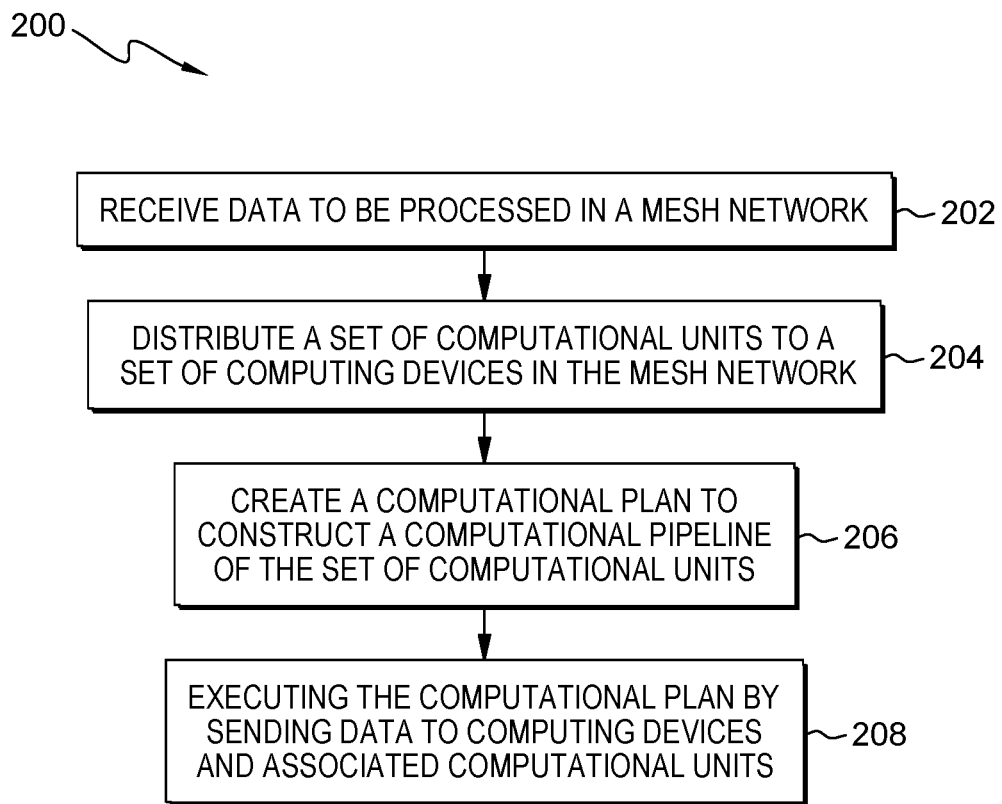 200
RECEIVE DATA TO BE PROCESSED IN A MESH NETWORK
202
DISTRIBUTE A SET OF COMPUTATIONAL UNITS TO A
SET OF COMPUTING DEVICES IN THE MESH NETWORK
204
CREATE A COMPUTATIONAL PLAN TO
CONSTRUCT A COMPUTATIONAL PIPELINE
OF THE SET OF COMPUTATIONAL UNITS
206
EXECUTING THE COMPUTATIONAL PLAN BY
SENDING DATA TO COMPUTING DEVICES
AND ASSOCIATED COMPUTATIONAL UNITS
208